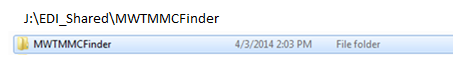 J:\EDI_Shared\MWTMMCFinder
MWTMMCFinder 4/3/2014 2:03 PM File folder